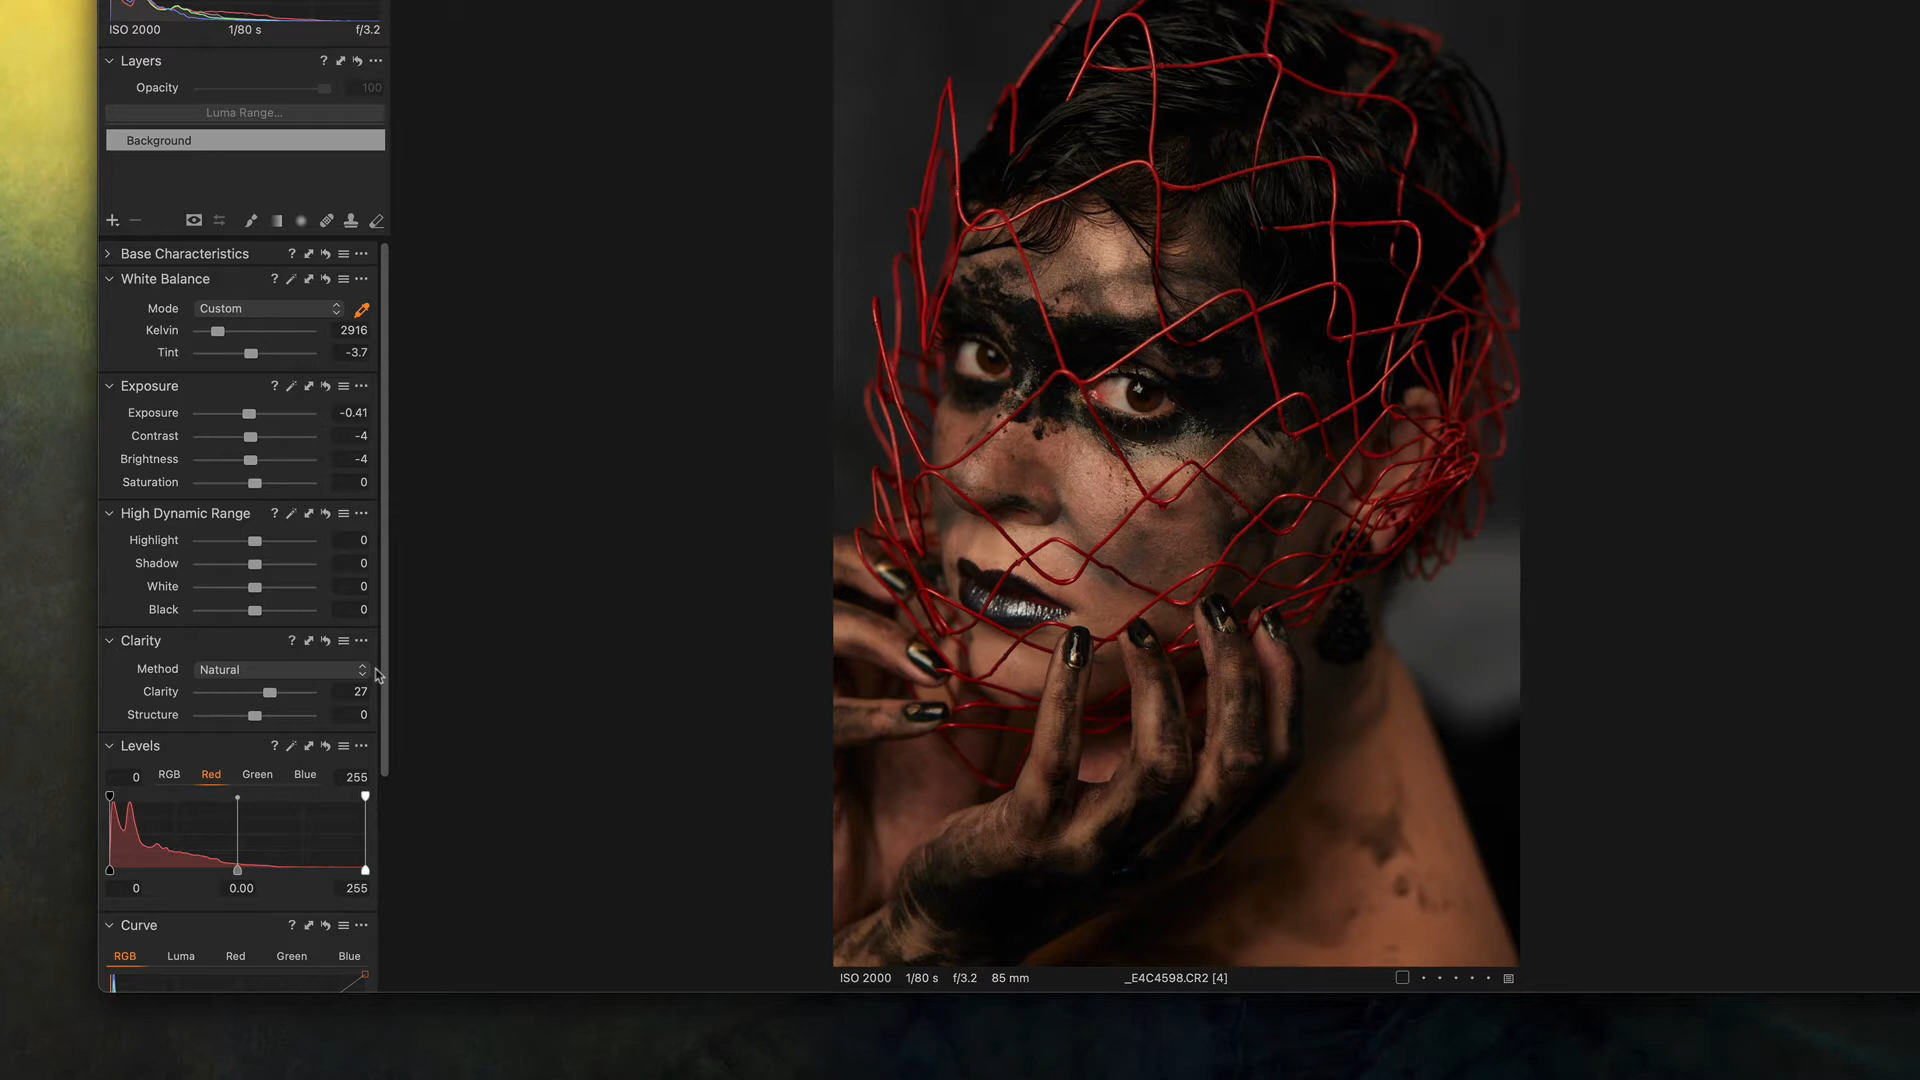 ISO 2000 1/80 s f/3.2
Layers ?
Opacity 100
Luma Range...
Background
Base Characteristics ?
White Balance ?
Mode Custom
Kelvin 2916
Tint -3.7
Exposure ?
Exposure -0.41
Contrast -4
Brightness -4
Saturation 0
High Dynamic Range ?
Highlight 0
Shadow 0
White 0
Black 0
Clarity ?
Method Natural
Clarity 27
Structure 0
Levels ?
0 RGB Red Green Blue 255
0 0.00 255
Curve ?
RGB Luma Red Green Blue
ISO 2000 1/80 s f/3.2 85 mm _E4C4598.CR2 [4]